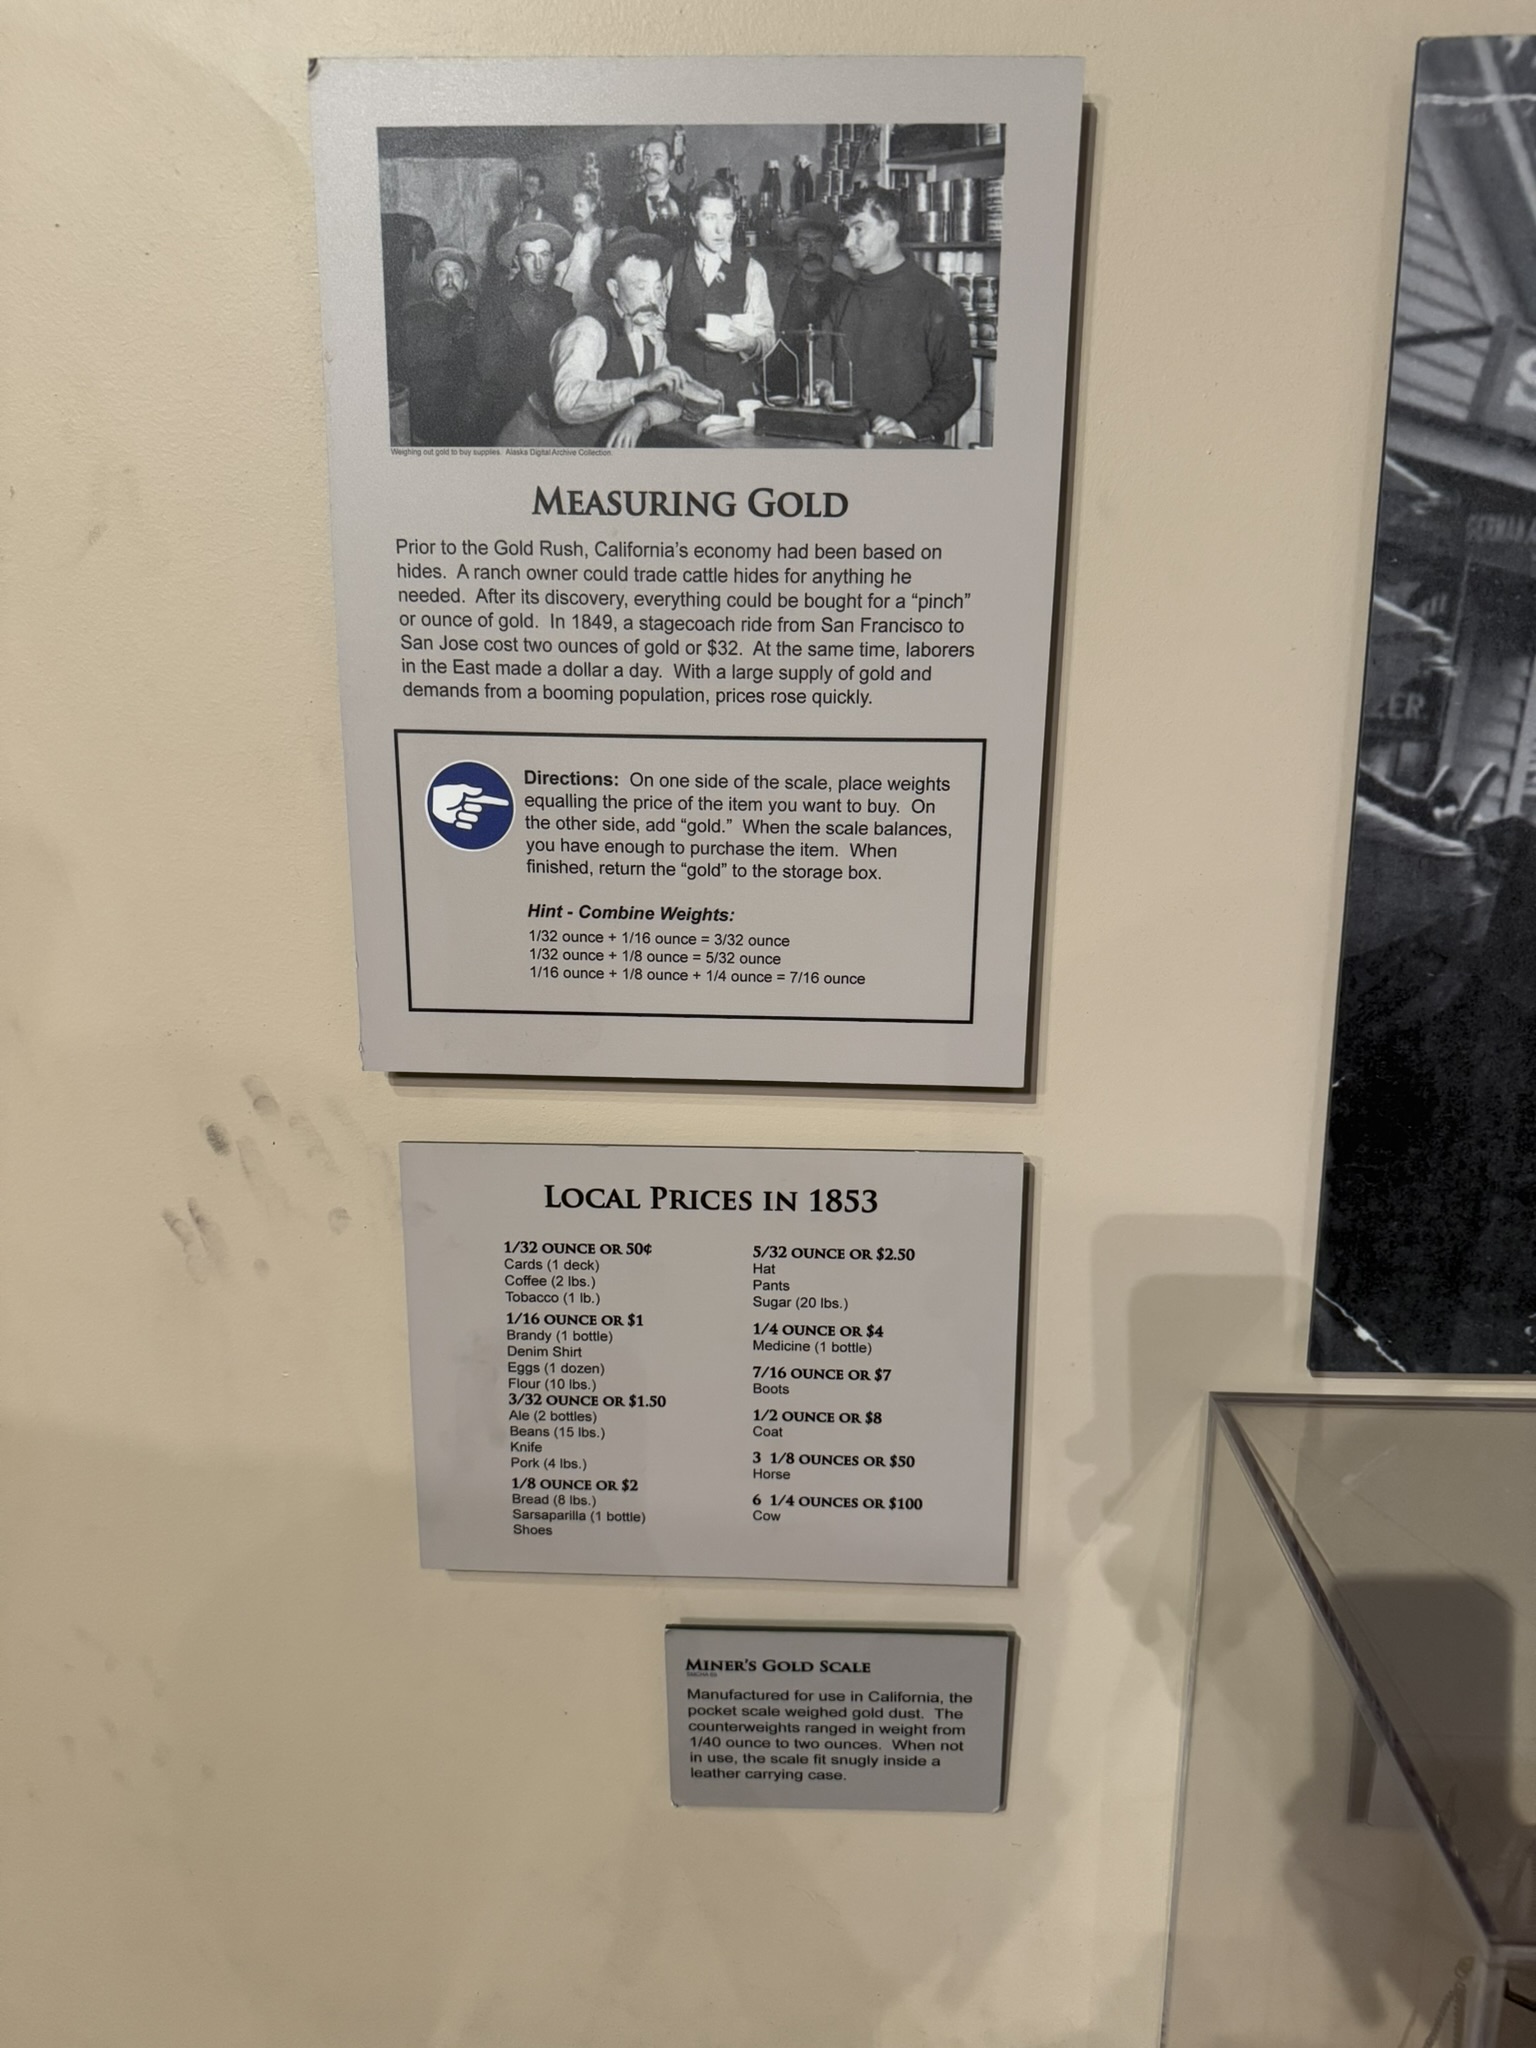 Weighing out gold to buy supplies. Alaska Digital Archive Collection.
MEASURING GOLD
Prior to the Gold Rush, California's economy had been based on
hides. A ranch owner could trade cattle hides for anything he
needed. After its discovery, everything could be bought for a “pinch”
or ounce of gold. In 1849, a stagecoach ride from San Francisco to
San Jose cost two ounces of gold or $32. At the same time, laborers
in the East made a dollar a day. With a large supply of gold and
demands from a booming population, prices rose quickly.
Directions: On one side of the scale, place weights
equalling the price of the item you want to buy. On
the other side, add “gold.” When the scale balances,
you have enough to purchase the item. When
finished, return the “gold” to the storage box.
Hint - Combine Weights:
1/32 ounce + 1/16 ounce = 3/32 ounce
1/32 ounce + 1/8 ounce = 5/32 ounce
1/16 ounce + 1/8 ounce + 1/4 ounce = 7/16 ounce
LOCAL PRICES IN 1853
1/32 OUNCE OR 50¢
Cards (1 deck)
Coffee (2 lbs.)
Tobacco (1 lb.)
1/16 OUNCE OR $1
Brandy (1 bottle)
Denim Shirt
Eggs (1 dozen)
Flour (10 lbs.)
3/32 OUNCE OR $1.50
Ale (2 bottles)
Beans (15 lbs.)
Knife
Pork (4 lbs.)
1/8 OUNCE OR $2
Bread (8 lbs.)
Sarsaparilla (1 bottle)
Shoes
5/32 OUNCE OR $2.50
Hat
Pants
Sugar (20 lbs.)
1/4 OUNCE OR $4
Medicine (1 bottle)
7/16 OUNCE OR $7
Boots
1/2 OUNCE OR $8
Coat
3 1/8 OUNCES OR $50
Horse
6 1/4 OUNCES OR $100
Cow
MINER'S GOLD SCALE
Manufactured for use in California, the
pocket scale weighed gold dust. The
counterweights ranged in weight from
1/40 ounce to two ounces. When not
in use, the scale fit snugly inside a
leather carrying case.